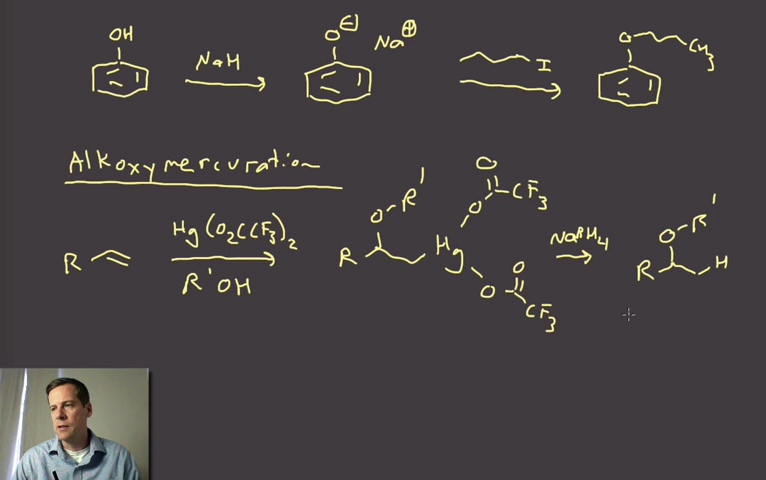 OH
NaH
O⊖
Na⊕
I
O
CH3
Alkoxymercuration
R
Hg(O2CCF3)2
R'OH
R
O-R'
Hg
O
O
CF3
O
O
CF3
NaBH4
R
O-R'
H